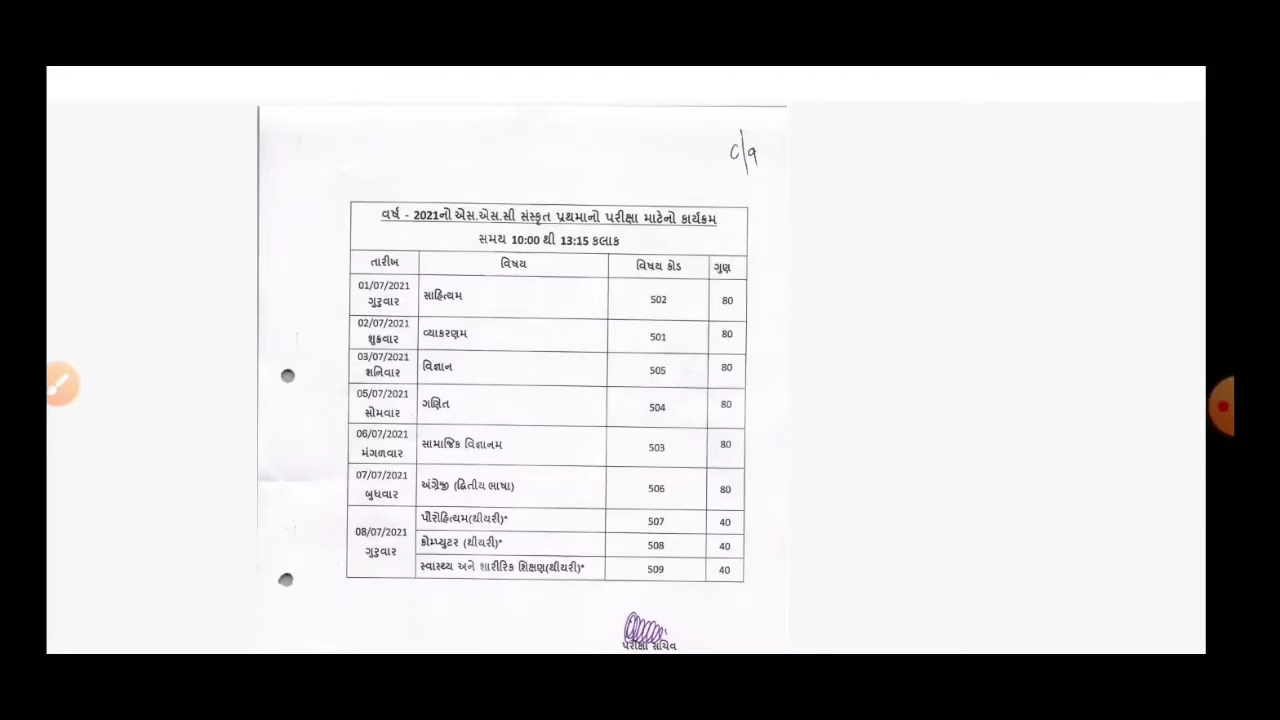 c/9
વર્ષ - 2021નો એસ.એસ.સી સંસ્કૃત પ્રથમાનો પરીક્ષા માટેનો કાર્યક્રમ
સમય 10:00 થી 13:15 કલાક
તારીખ વિષય વિષય કોડ ગુણ
01/07/2021
ગુરુવાર સાહિત્યમ 502 80
02/07/2021
શુક્રવાર વ્યાકરણમ 501 80
03/07/2021
શનિવાર વિજ્ઞાન 505 80
05/07/2021
સોમવાર ગણિત 504 80
06/07/2021
મંગળવાર સામાજિક વિજ્ઞાનમ 503 80
07/07/2021
બુધવાર અંગ્રેજી (દ્વિતીય ભાષા) 506 80
08/07/2021
ગુરુવાર
પૌરોહિત્યમ(થીયરી)* 507 40
કોમ્પ્યુટર (થીયરી)* 508 40
સ્વાસ્થ્ય અને શારીરિક શિક્ષણ(થીયરી)* 509 40
પરીક્ષા સચિવ